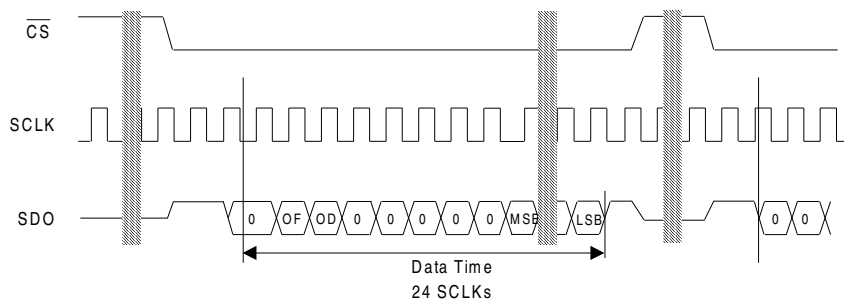 CS
SCLK
SDO 0 OF OD 0 0 0 0 0 MSB LSB 0 0
Data Time
24 SCLKs